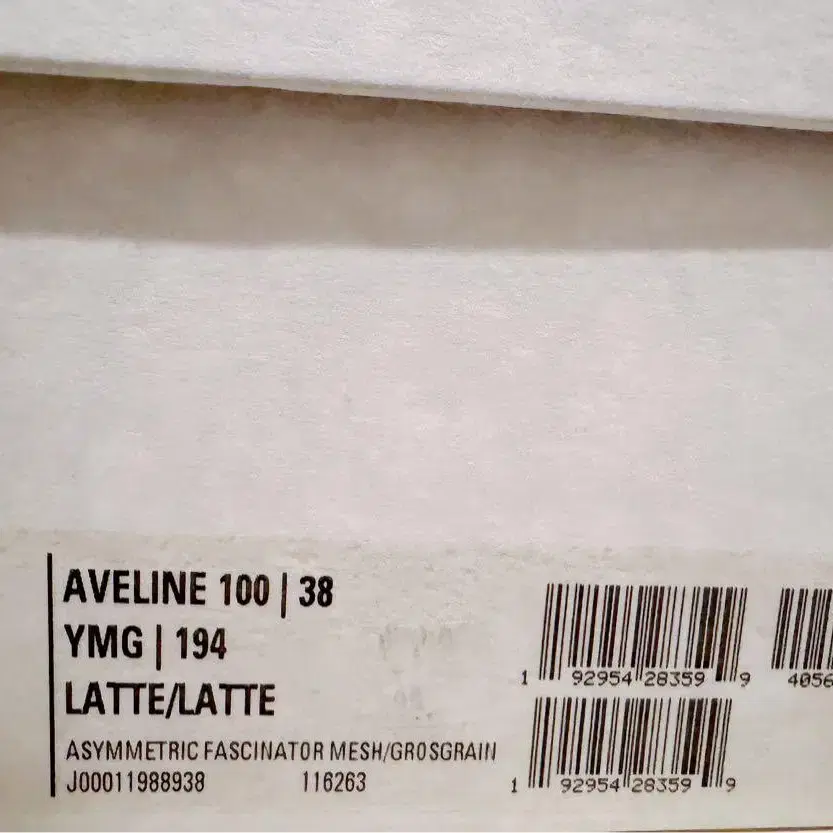 AVELINE 100 | 38
YMG | 194
LATTE/LATTE
ASYMMETRIC FASCINATOR MESH/GROSGRAIN
J00011988938 116263
1 92954 28359 9
4056
1 92954 28359 9